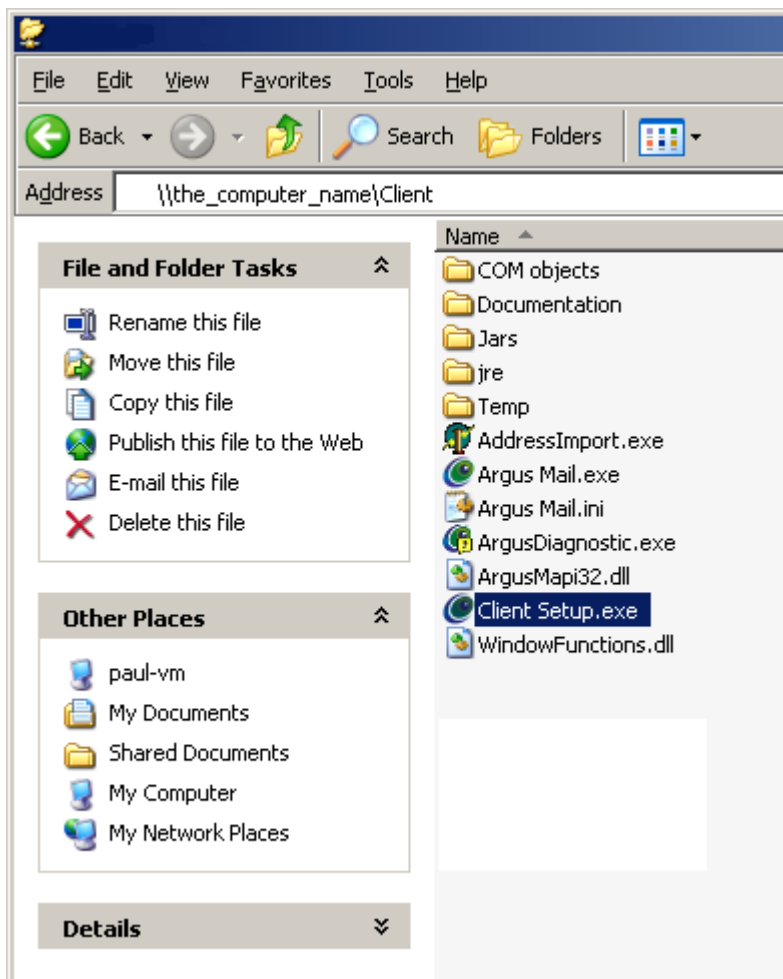 File Edit View Favorites Tools Help
Back Search Folders
Address \\the_computer_name\Client
File and Folder Tasks
Rename this file
Move this file
Copy this file
Publish this file to the Web
E-mail this file
Delete this file
Other Places
paul-vm
My Documents
Shared Documents
My Computer
My Network Places
Details
Name
COM objects
Documentation
Jars
jre
Temp
AddressImport.exe
Argus Mail.exe
Argus Mail.ini
ArgusDiagnostic.exe
ArgusMapi32.dll
Client Setup.exe
WindowFunctions.dll